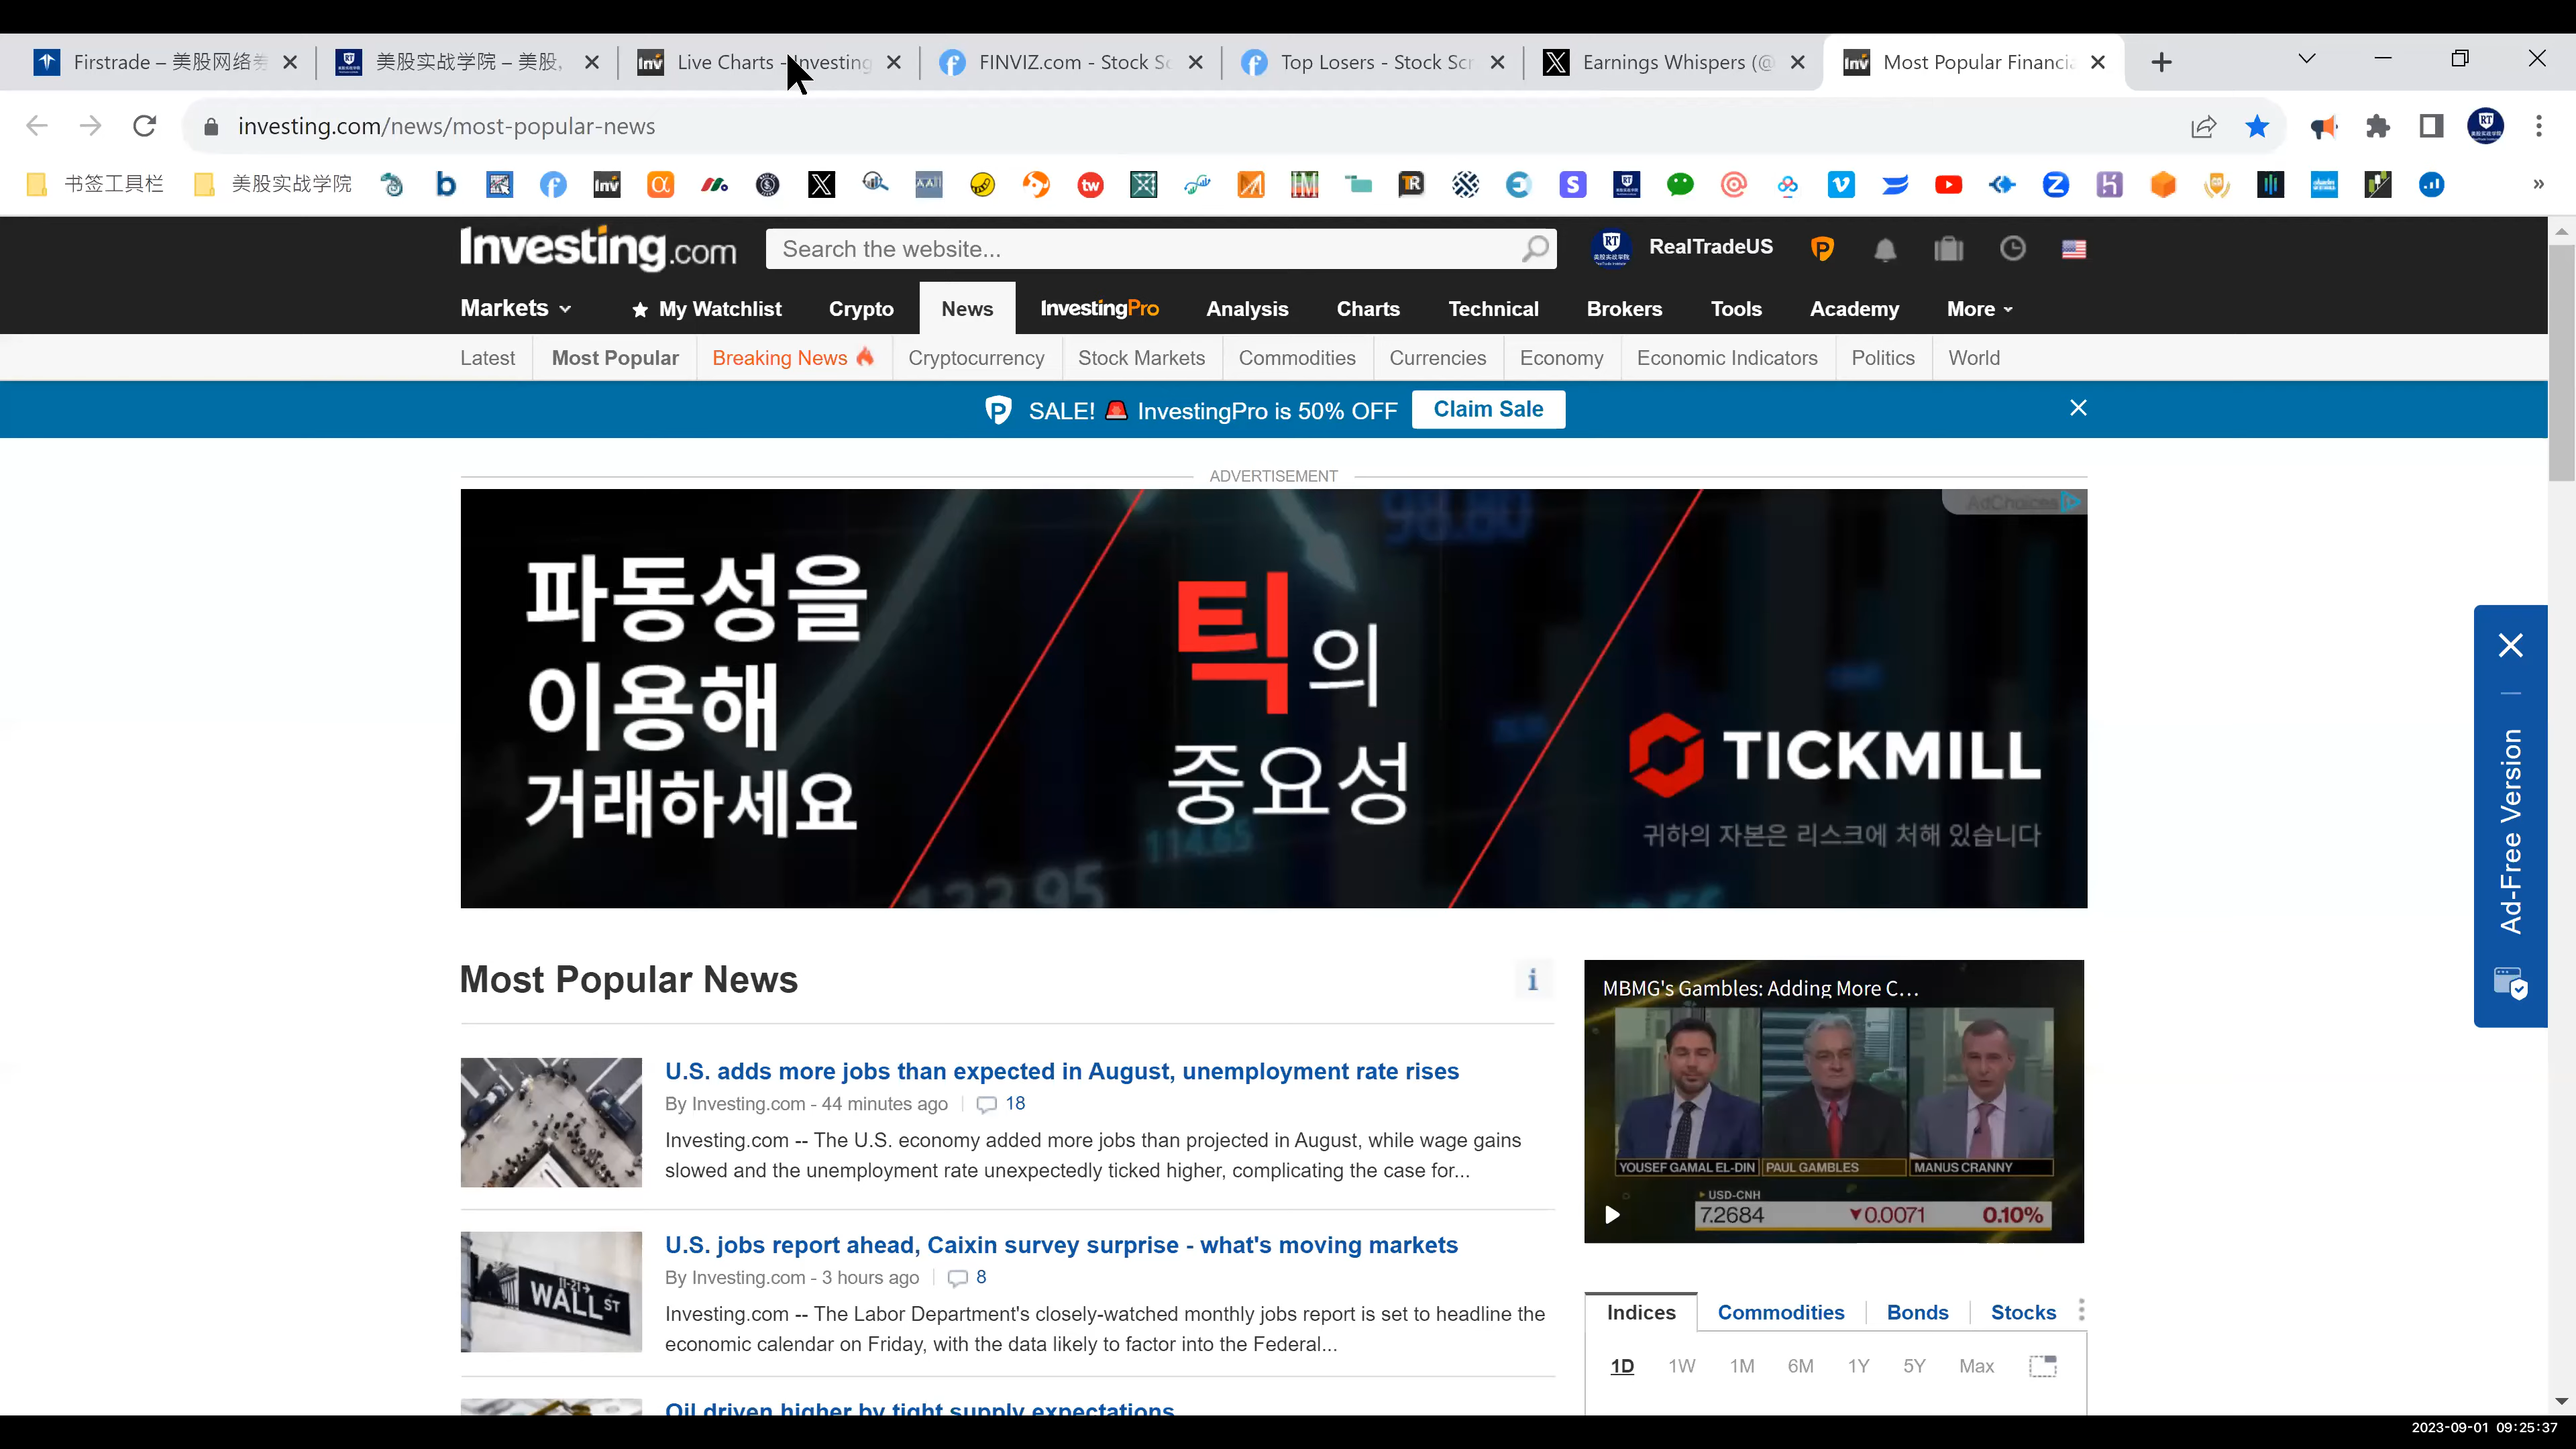 Firstrade – 美股网络券
美股实战学院 – 美股,
Live Charts - Investing
FINVIZ.com - Stock Sc
Top Losers - Stock Scr
Earnings Whispers (@
Most Popular Financia
investing.com/news/most-popular-news
书签工具栏
美股实战学院
Investing.com
Search the website...
RealTradeUS
Markets
My Watchlist
Crypto
News
InvestingPro
Analysis
Charts
Technical
Brokers
Tools
Academy
More
Latest
Most Popular
Breaking News
Cryptocurrency
Stock Markets
Commodities
Currencies
Economy
Economic Indicators
Politics
World
SALE! InvestingPro is 50% OFF
Claim Sale
ADVERTISEMENT
AdChoices
98.80
파동성을
이용해
거래하세요
틱의
중요성
TICKMILL
귀하의 자본은 리스크에 처해 있습니다
114.65
123.95
Ad-Free Version
Most Popular News
MBMG's Gambles: Adding More C...
YOUSEF GAMAL EL-DIN
PAUL GAMBLES
MANUS CRANNY
USD-CNH
7.2684 0.0071 0.10%
U.S. adds more jobs than expected in August, unemployment rate rises
By Investing.com - 44 minutes ago
18
Investing.com -- The U.S. economy added more jobs than projected in August, while wage gains
slowed and the unemployment rate unexpectedly ticked higher, complicating the case for...
U.S. jobs report ahead, Caixin survey surprise - what's moving markets
By Investing.com - 3 hours ago
8
Investing.com -- The Labor Department's closely-watched monthly jobs report is set to headline the
economic calendar on Friday, with the data likely to factor into the Federal...
WALL ST
Oil driven higher by tight supply expectations
Indices
Commodities
Bonds
Stocks
1D
1W
1M
6M
1Y
5Y
Max
2023-09-01 09:25:37